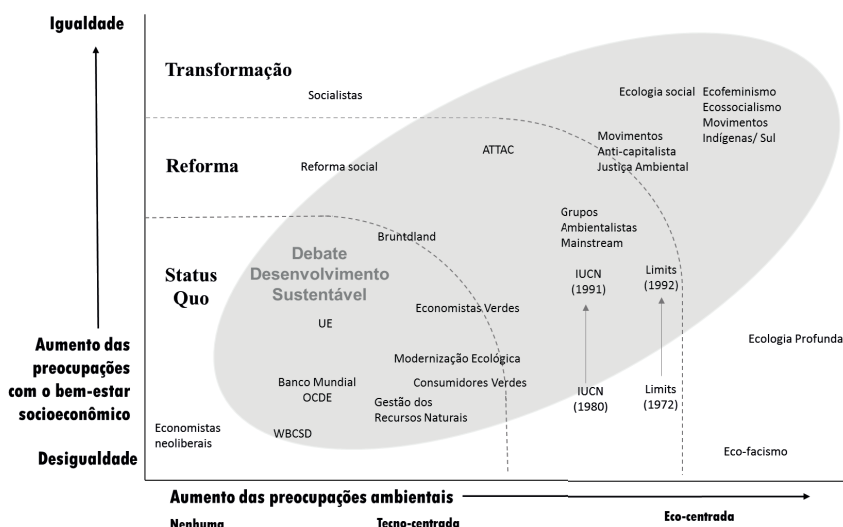 Igualdade
Transformação
Socialistas
Ecologia social
Ecofeminismo
Ecossocialismo
Movimentos
Indígenas/ Sul
Reforma
Reforma social
ATTAC
Movimentos
Anti-capitalista
Justiça Ambiental
Grupos
Ambientalistas
Mainstream
Bruntdland
Status
Quo
Debate
Desenvolvimento
Sustentável
IUCN
(1991)
Limits
(1992)
UE
Economistas Verdes
Ecologia Profunda
Aumento das
preocupações
com o bem-estar
socioeconômico
Modernização Ecológica
Banco Mundial
OCDE
Consumidores Verdes
Gestão dos
Recursos Naturais
IUCN
(1980)
Limits
(1972)
Economistas
neoliberais
WBCSD
Eco-facismo
Desigualdade
Aumento das preocupações ambientais
Nenhuma
Tecno-centrada
Eco-centrada